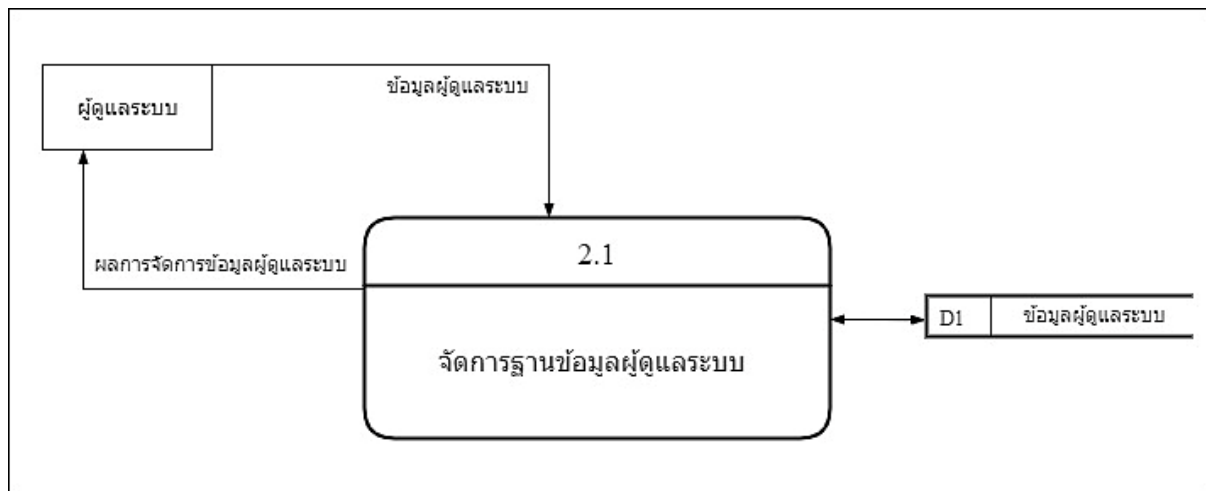 ผู้ดูแลระบบ
ข้อมูลผู้ดูแลระบบ
2.1
ผลการจัดการข้อมูลผู้ดูแลระบบ
D1 ข้อมูลผู้ดูแลระบบ
จัดการฐานข้อมูลผู้ดูแลระบบ